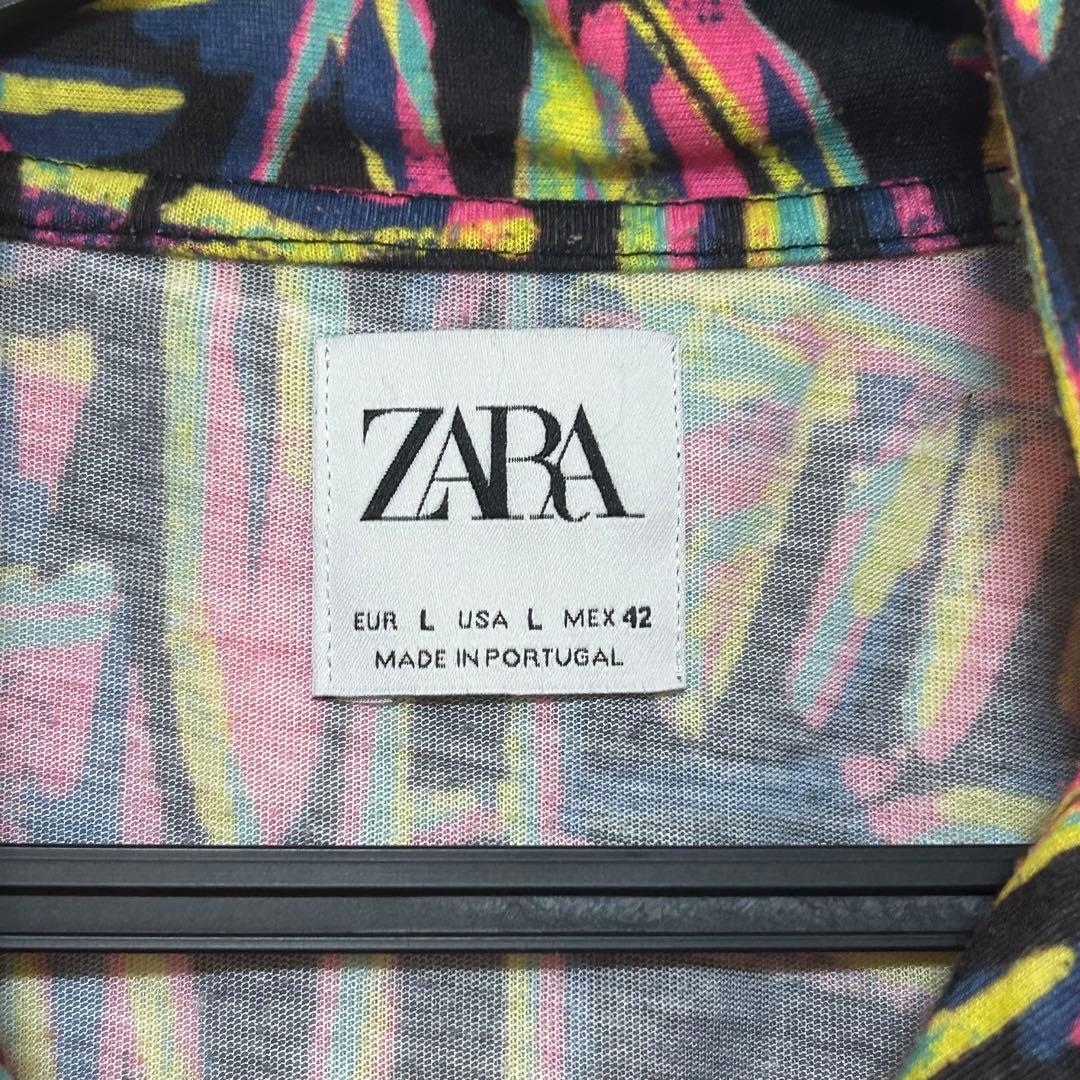 ZARA
EUR L USA L MEX 42
MADE IN PORTUGAL